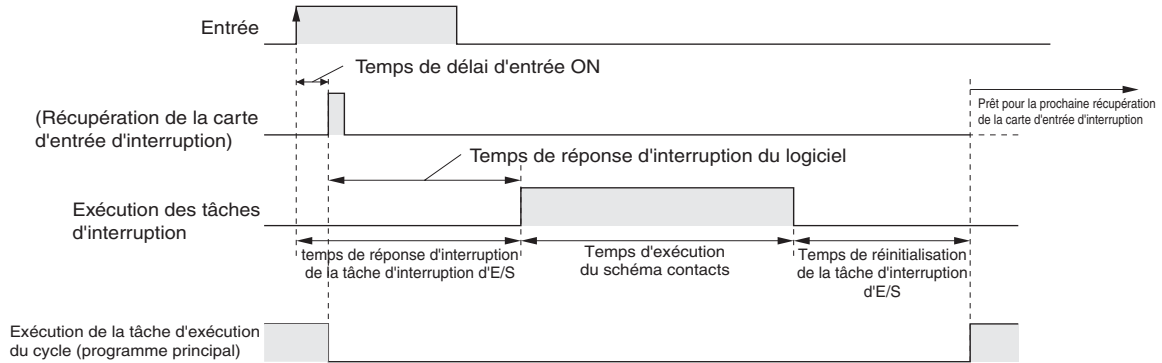 Entrée
Temps de délai d'entrée ON
(Récupération de la carte
d'entrée d'interruption)
Prêt pour la prochaine récupération
de la carte d'entrée d'interruption
Temps de réponse d'interruption du logiciel
Exécution des tâches
d'interruption
temps de réponse d'interruption
de la tâche d'interruption d'E/S
Temps d'exécution
du schéma contacts
Temps de réinitialisation
de la tâche d'interruption
d'E/S
Exécution de la tâche d'exécution
du cycle (programme principal)